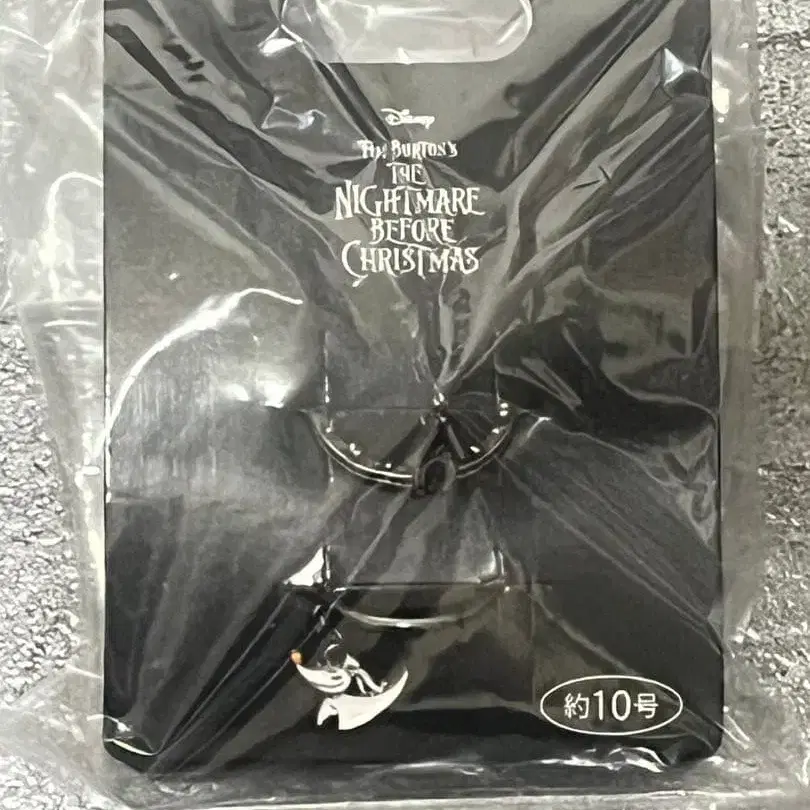 Disney
TIM BURTON'S
THE
NIGHTMARE
BEFORE
CHRISTMAS
約10号